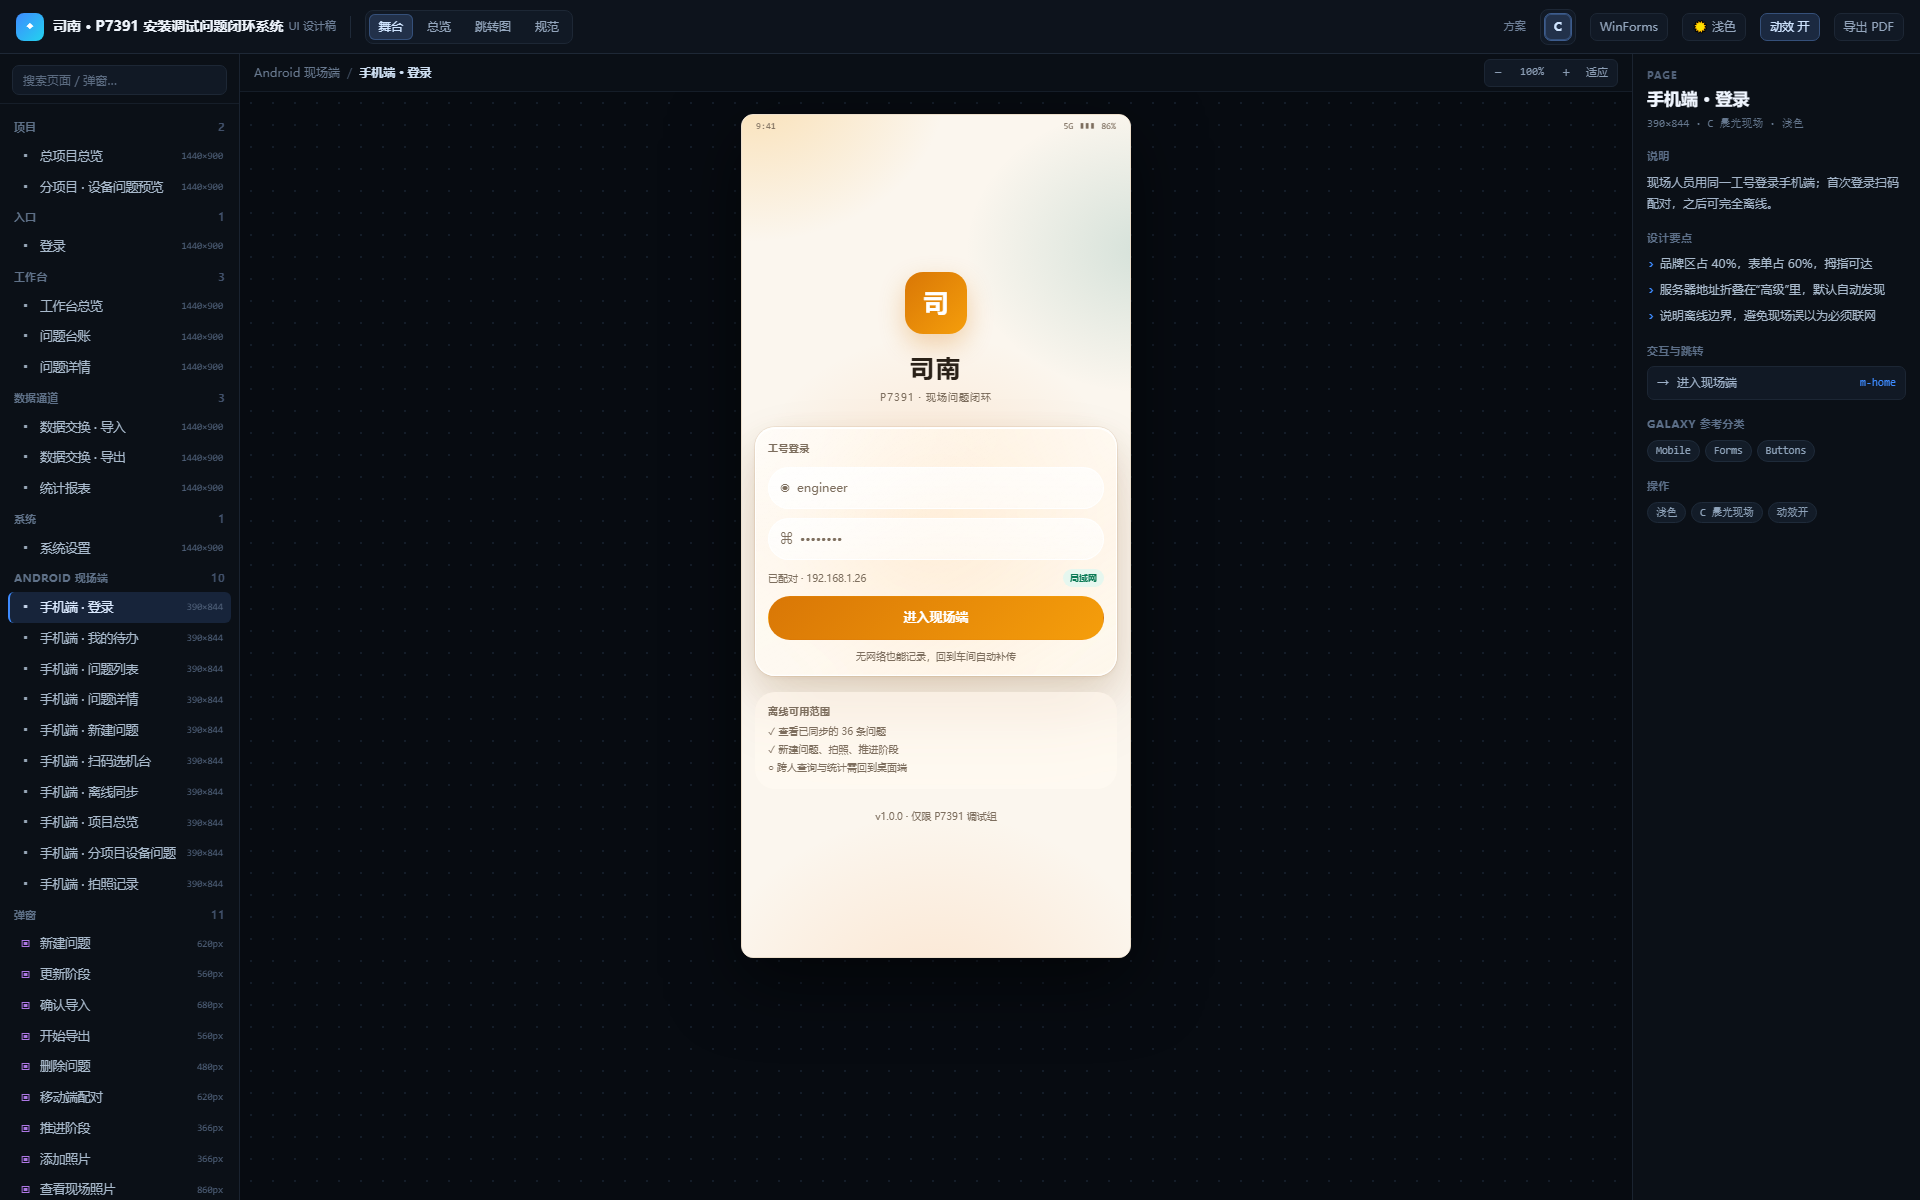 司南 • P7391 安装调试问题闭环系统 UI 设计稿
舞台 总览 跳转图 规范
方案 C WinForms 浅色 动效 开 导出 PDF
搜索页面 / 弹窗...
项目 2
总项目总览 1440×900
分项目 · 设备问题预览 1440×900
入口 1
登录 1440×900
工作台 3
工作台总览 1440×900
问题台账 1440×900
问题详情 1440×900
数据通道 3
数据交换 · 导入 1440×900
数据交换 · 导出 1440×900
统计报表 1440×900
系统 1
系统设置 1440×900
ANDROID 现场端 10
手机端 · 登录 390×844
手机端 · 我的待办 390×844
手机端 · 问题列表 390×844
手机端 · 问题详情 390×844
手机端 · 新建问题 390×844
手机端 · 扫码选机台 390×844
手机端 · 离线同步 390×844
手机端 · 项目总览 390×844
手机端 · 分项目设备问题 390×844
手机端 · 拍照记录 390×844
弹窗 11
新建问题 620px
更新阶段 560px
确认导入 680px
开始导出 560px
删除问题 480px
移动端配对 620px
推进阶段 366px
添加照片 366px
查看现场照片 860px
Android 现场端 / 手机端 • 登录
− 100% + 适应
9:41 5G 86%
司
司南
P7391 · 现场问题闭环
工号登录
◉ engineer
⌘ ••••••••
已配对 · 192.168.1.26 局域网
进入现场端
无网络也能记录，回到车间自动补传
离线可用范围
✓ 查看已同步的 36 条问题
✓ 新建问题、拍照、推进阶段
○ 跨人查询与统计需回到桌面端
v1.0.0 · 仅限 P7391 调试组
PAGE
手机端 • 登录
390×844 · C 晨光现场 · 浅色
说明
现场人员用同一工号登录手机端；首次登录扫码
配对，之后可完全离线。
设计要点
› 品牌区占 40%，表单占 60%，拇指可达
› 服务器地址折叠在“高级”里，默认自动发现
› 说明离线边界，避免现场误以为必须联网
交互与跳转
→ 进入现场端 m-home
GALAXY 参考分类
Mobile Forms Buttons
操作
浅色 C 晨光现场 动效开